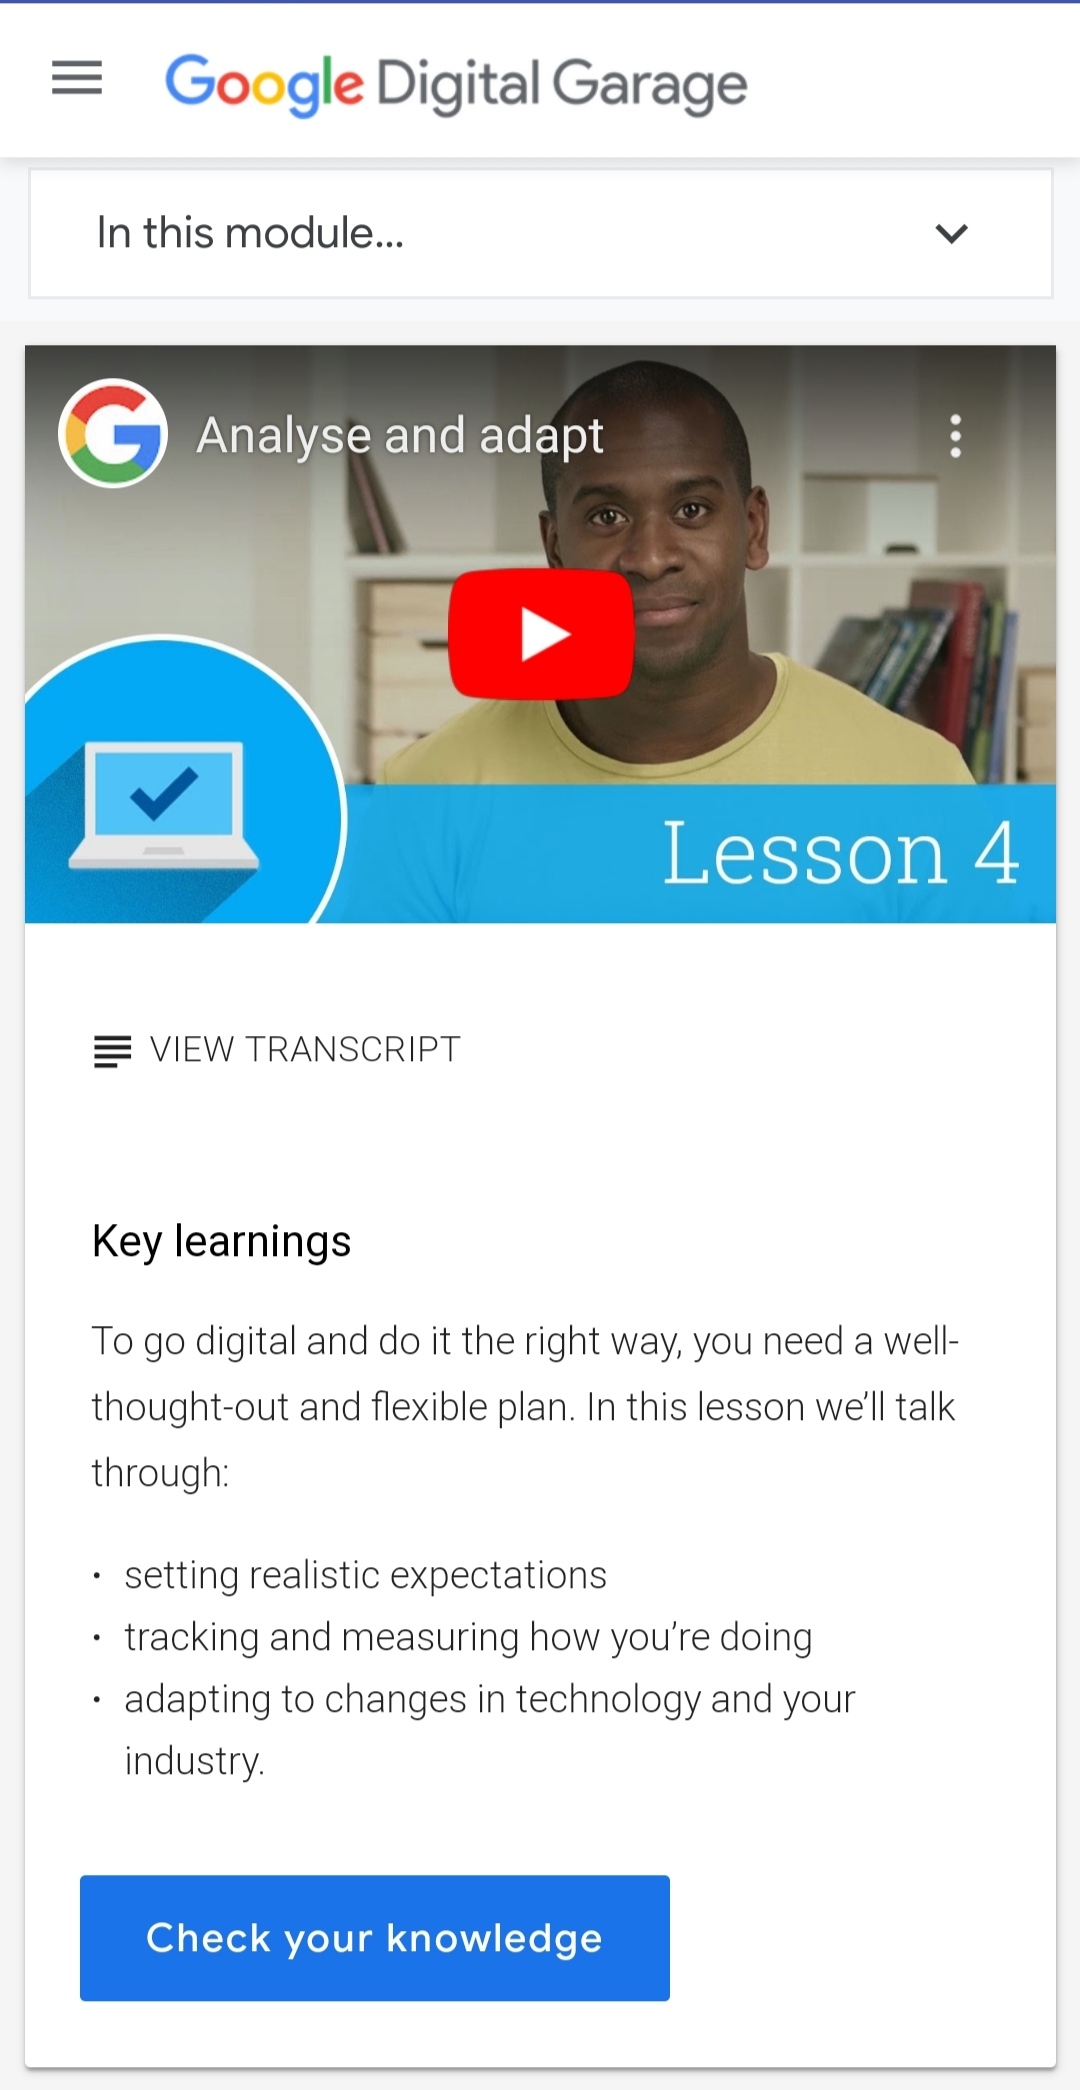 Google Digital Garage
In this module...
Analyse and adapt
Lesson 4
VIEW TRANSCRIPT
Key learnings
To go digital and do it the right way, you need a well-
thought-out and flexible plan. In this lesson we’ll talk
through:
• setting realistic expectations
• tracking and measuring how you’re doing
• adapting to changes in technology and your
industry.
Check your knowledge